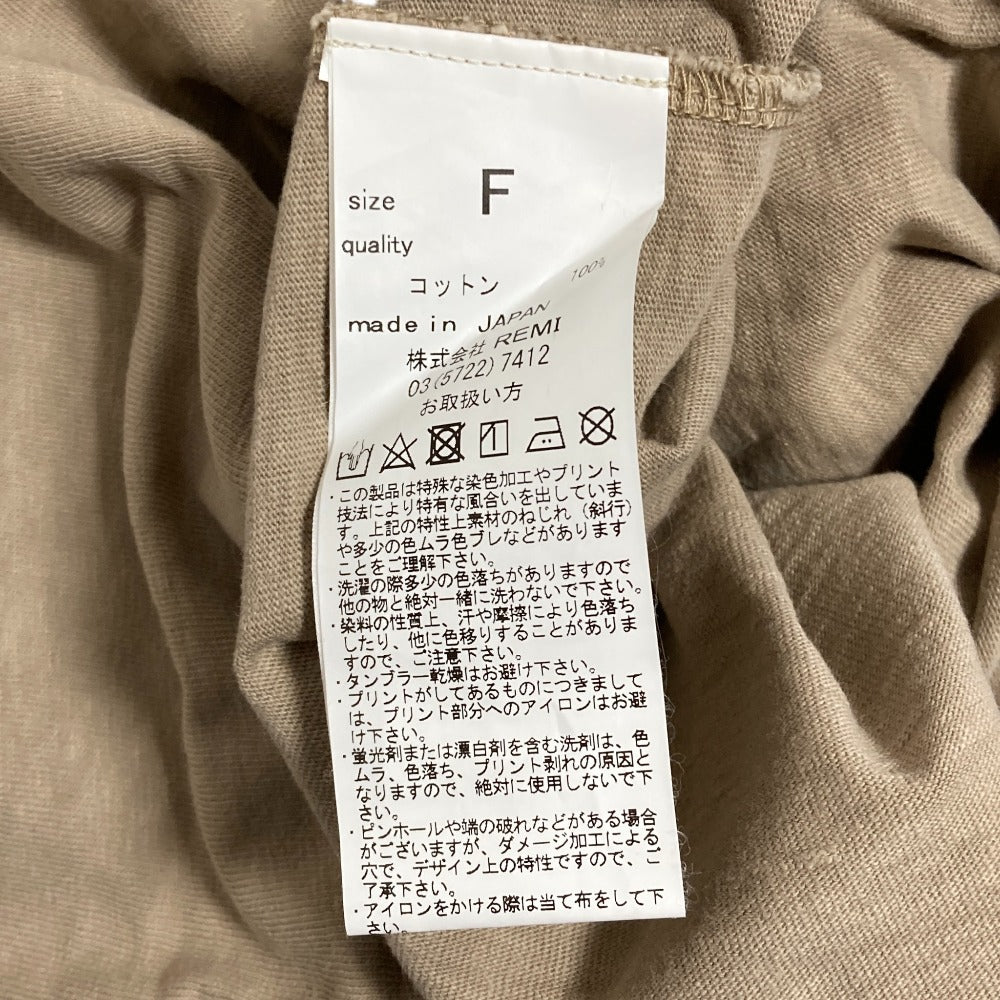 size F
quality
コットン 100%
made in JAPAN
株式会社 REMI
03(5722)7412
お取扱い方
・この製品は特殊な染色加工やプリント
技法により特有な風合いを出していま
す。上記の特性上素材のねじれ（斜行）
や多少の色ムラ色ブレなどがあります
ことをご理解下さい。
・洗濯の際多少の色落ちがありますので
他の物と絶対一緒に洗わないで下さい。
・染料の性質上、汗や摩擦により色落ち
したり、他に色移りすることがありま
すので、ご注意下さい。
・タンブラー乾燥はお避け下さい。
・プリントがしてあるものにつきまして
は、プリント部分へのアイロンはお避
け下さい。
・蛍光剤または漂白剤を含む洗剤は、色
ムラ、色落ち、プリント剥れの原因と
なりますので、絶対に使用しないで下
さい。
・ピンホールや端の破れなどがある場合
がございますが、ダメージ加工による
穴で、デザイン上の特性ですので、ご
了承下さい。
・アイロンをかける際は当て布をして下
さい。